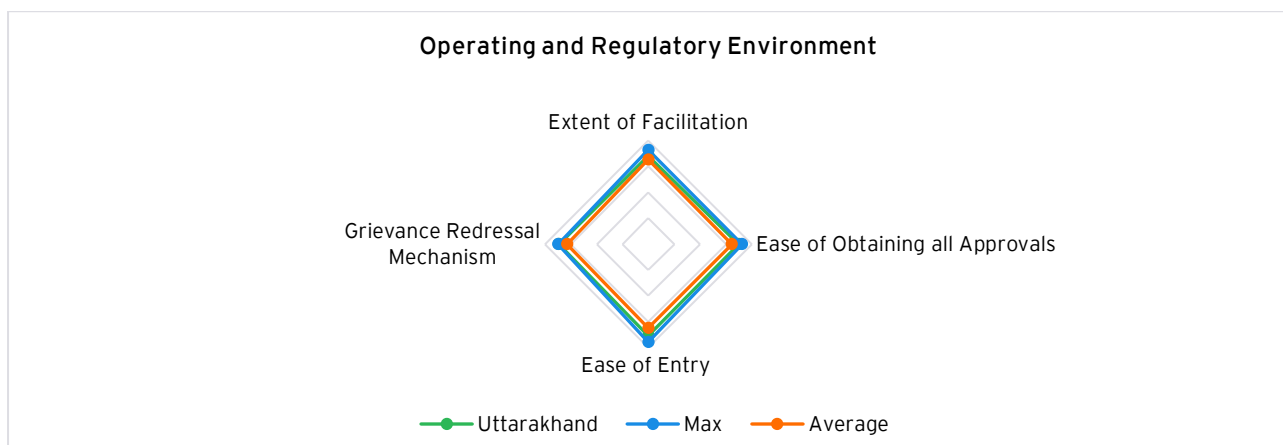 Operating and Regulatory Environment
Extent of Facilitation
Grievance Redressal
Mechanism
Ease of Obtaining all Approvals
Ease of Entry
Uttarakhand
Max
Average